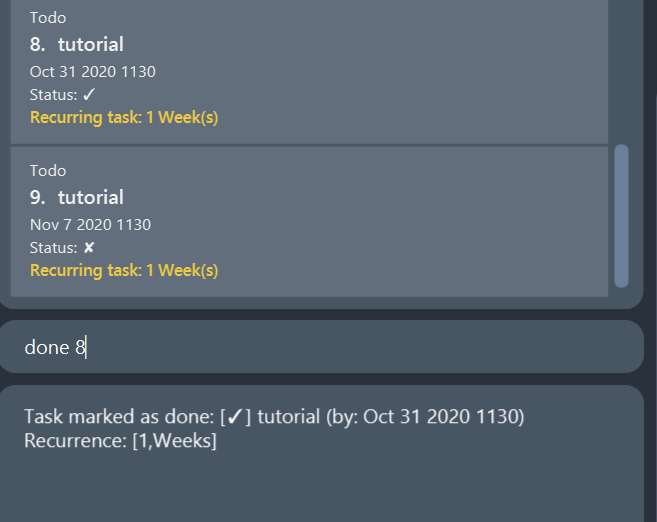 Todo
8. tutorial
Oct 31 2020 1130
Status: ✓
Recurring task: 1 Week(s)
Todo
9. tutorial
Nov 7 2020 1130
Status: ✘
Recurring task: 1 Week(s)
done 8
Task marked as done: [✓] tutorial (by: Oct 31 2020 1130)
Recurrence: [1,Weeks]